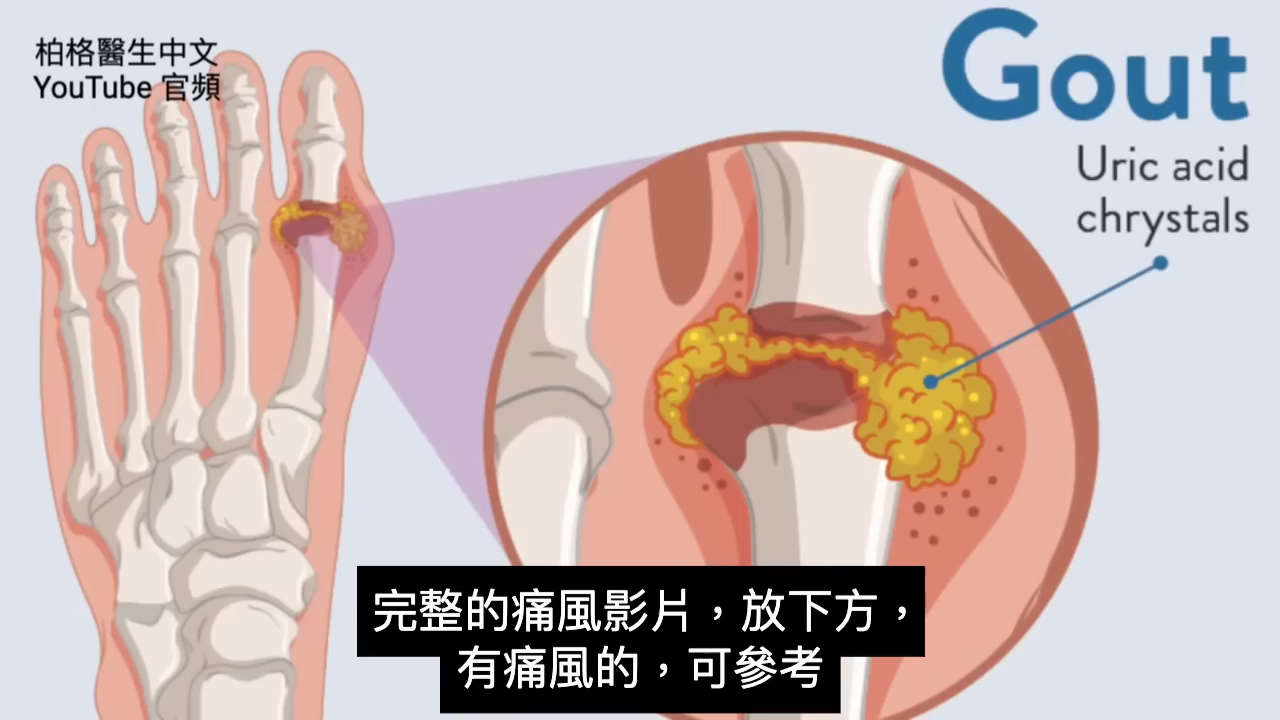 柏格醫生中文
YouTube 官頻
Gout
Uric acid
chrystals
完整的痛風影片，放下方，
有痛風的，可參考